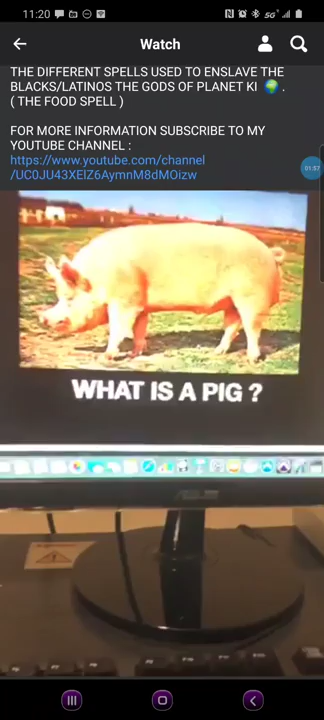 11:20
5G
Watch
THE DIFFERENT SPELLS USED TO ENSLAVE THE
BLACKS/LATINOS THE GODS OF PLANET KI 🌍 .
( THE FOOD SPELL )
FOR MORE INFORMATION SUBSCRIBE TO MY
YOUTUBE CHANNEL :
https://www.youtube.com/channel
/UC0JU43XElZ6AymnM8dMOizw
01:57
WHAT IS A PIG ?
ASUS